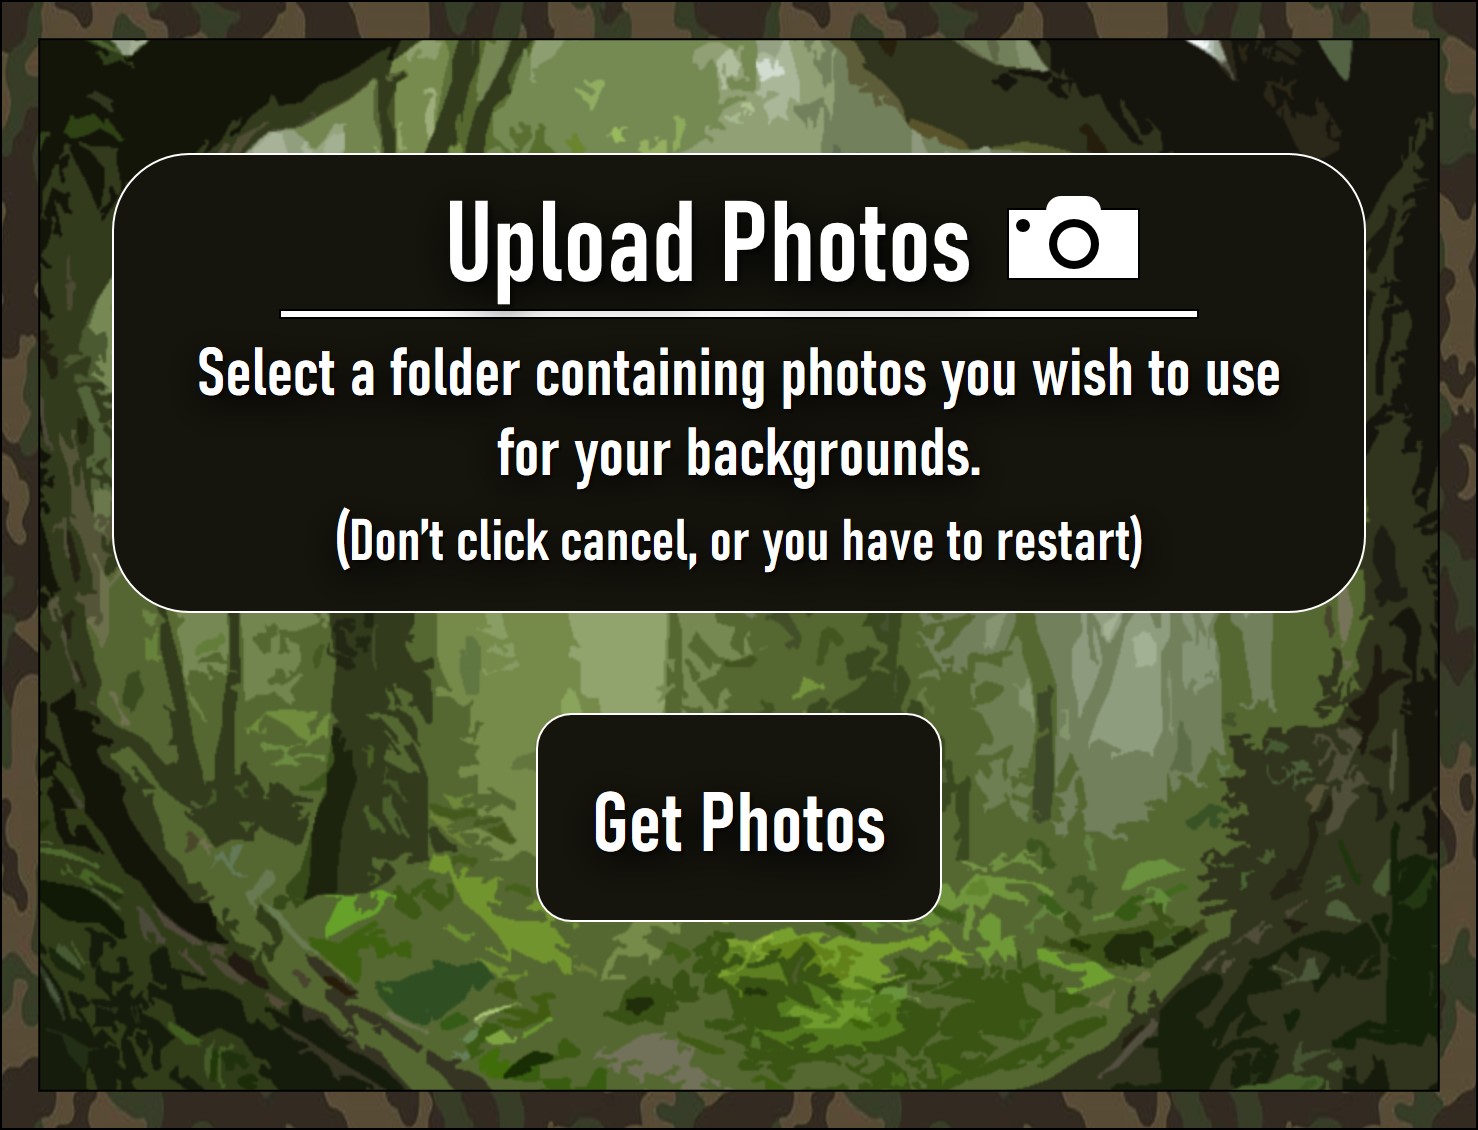 Upload Photos
Select a folder containing photos you wish to use
for your backgrounds.
(Don't click cancel, or you have to restart)
Get Photos